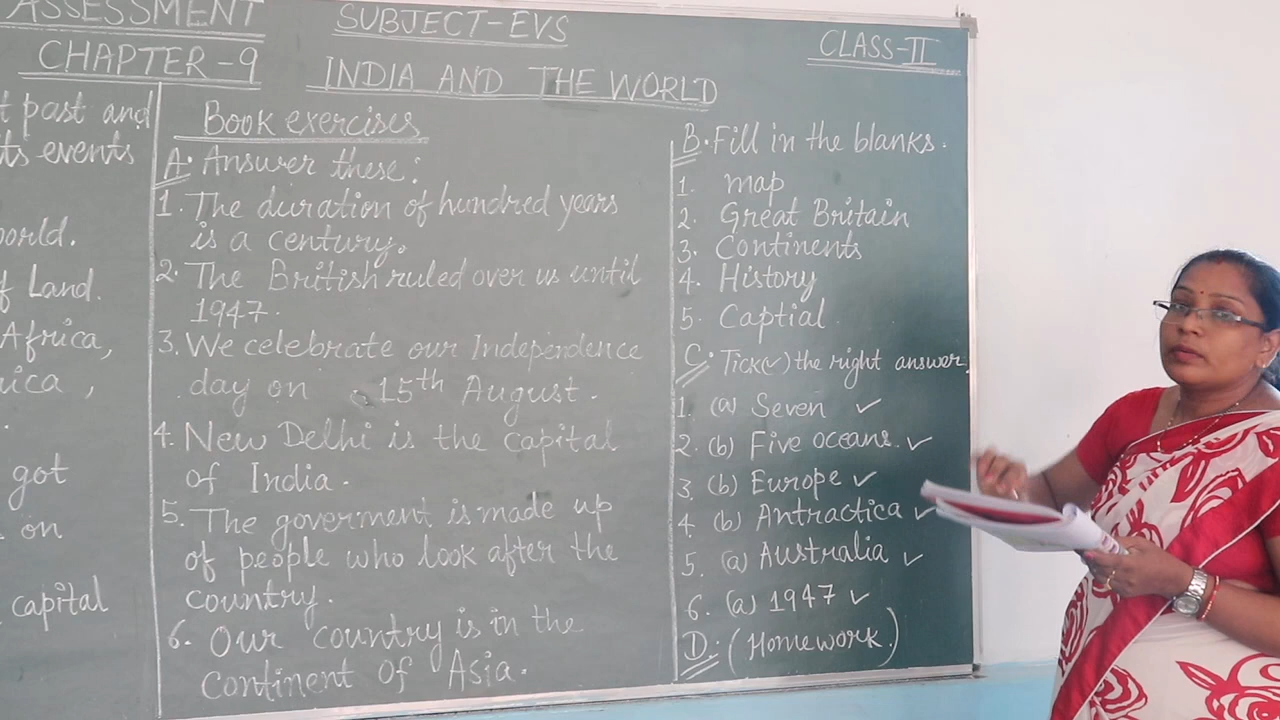 ASSESSMENT SUBJECT-EVS CLASS-II
CHAPTER-9 INDIA AND THE WORLD
t past and
ts events
world.
f Land.
Africa,
ica,
got
on
capital
Book exercises
A. Answer these:
1. The duration of hundred years
is a century.
2. The British ruled over us until
1947.
3. We celebrate our Independence
day on 15th August.
4. New Delhi is the capital
of India.
5. The goverment is made up
of people who look after the
country.
6. Our country is in the
continent of Asia.
B. Fill in the blanks.
1. map
2. Great Britain
3. Continents
4. History
5. Captial
C. Tick(✓) the right answer.
1. (a) Seven ✓
2. (b) Five oceans. ✓
3. (b) Europe ✓
4. (b) Antractica ✓
5. (a) Australia ✓
6. (a) 1947 ✓
D. (Homework.)